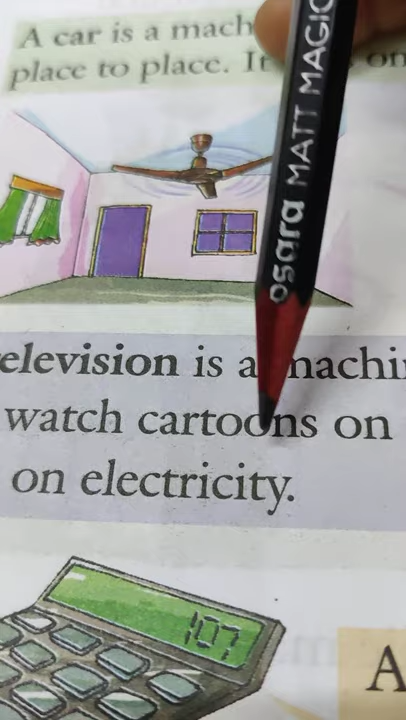 A car is a mach
place to place. It on
osara MATT MAGIC
elevision is a machi
watch cartoons on
on electricity.
107
A